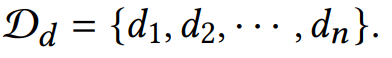 𝒟_d = {d_1, d_2, ⋯ , d_n}.